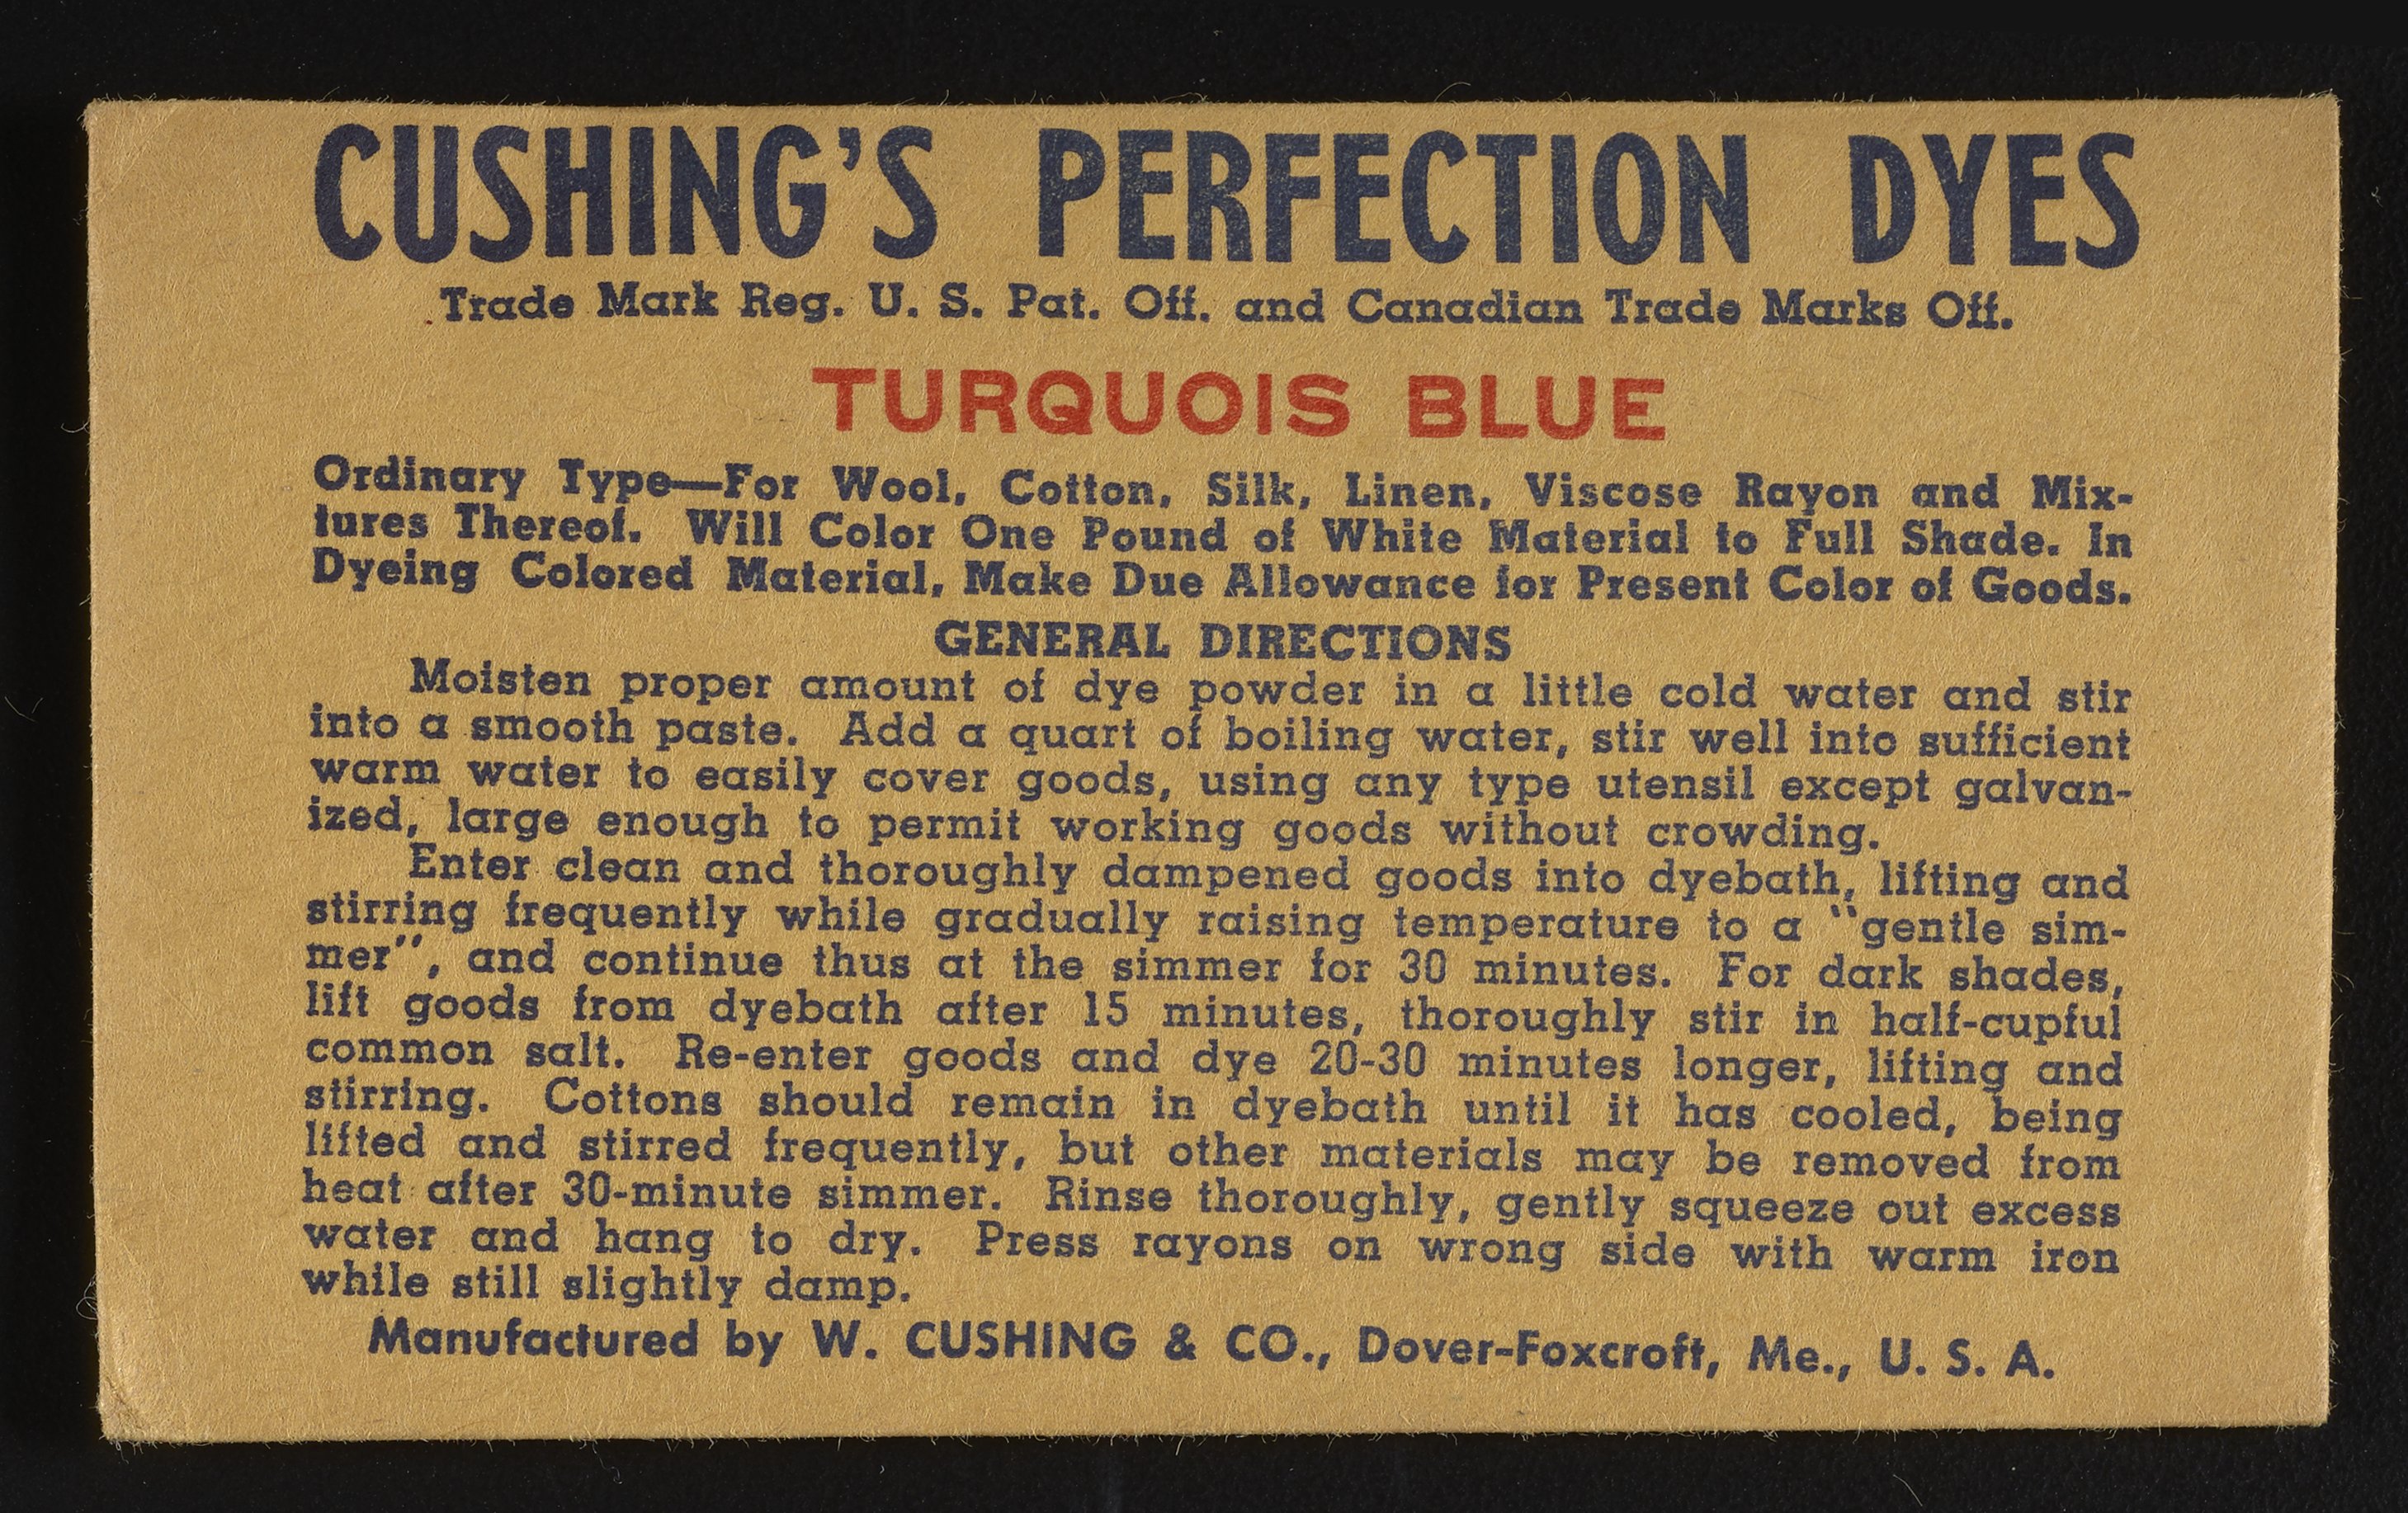 CUSHING'S PERFECTION DYES
Trade Mark Reg. U. S. Pat. Off. and Canadian Trade Marks Off.
TURQUOIS BLUE
Ordinary Type—For Wool, Cotton, Silk, Linen, Viscose Rayon and Mix-
tures Thereof. Will Color One Pound of White Material to Full Shade. In
Dyeing Colored Material, Make Due Allowance for Present Color of Goods.
GENERAL DIRECTIONS
Moisten proper amount of dye powder in a little cold water and stir
into a smooth paste. Add a quart of boiling water, stir well into sufficient
warm water to easily cover goods, using any type utensil except galvan-
ized, large enough to permit working goods without crowding.
Enter clean and thoroughly dampened goods into dyebath, lifting and
stirring frequently while gradually raising temperature to a "gentle sim-
mer", and continue thus at the simmer for 30 minutes. For dark shades,
lift goods from dyebath after 15 minutes, thoroughly stir in half-cupful
common salt. Re-enter goods and dye 20-30 minutes longer, lifting and
stirring. Cottons should remain in dyebath until it has cooled, being
lifted and stirred frequently, but other materials may be removed from
heat after 30-minute simmer. Rinse thoroughly, gently squeeze out excess
water and hang to dry. Press rayons on wrong side with warm iron
while still slightly damp.
Manufactured by W. CUSHING & CO., Dover-Foxcroft, Me., U. S. A.